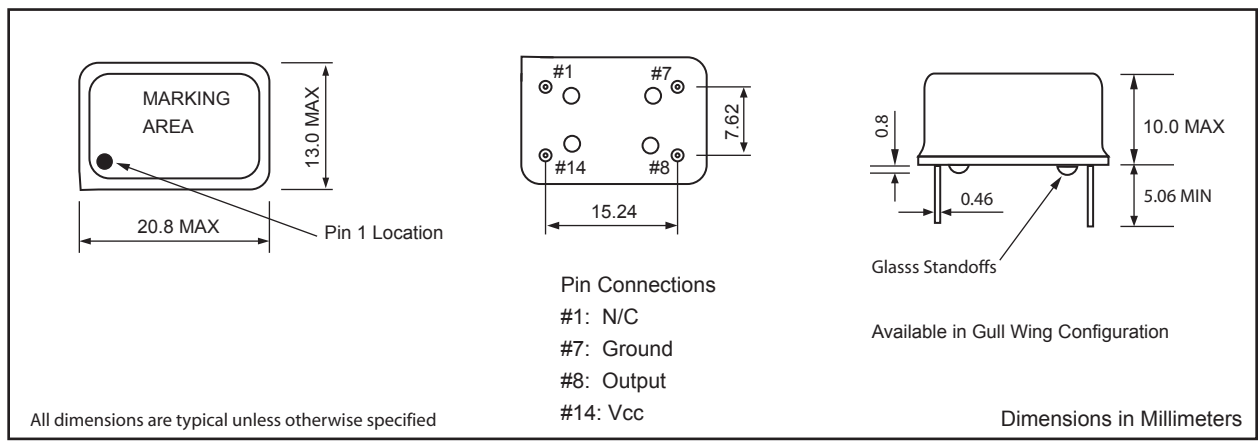 MARKING
AREA
13.0 MAX
20.8 MAX
Pin 1 Location
#1
#7
#14
#8
7.62
15.24
Pin Connections
#1: N/C
#7: Ground
#8: Output
#14: Vcc
0.8
0.46
10.0 MAX
5.06 MIN
Glasss Standoffs
Available in Gull Wing Configuration
All dimensions are typical unless otherwise specified
Dimensions in Millimeters